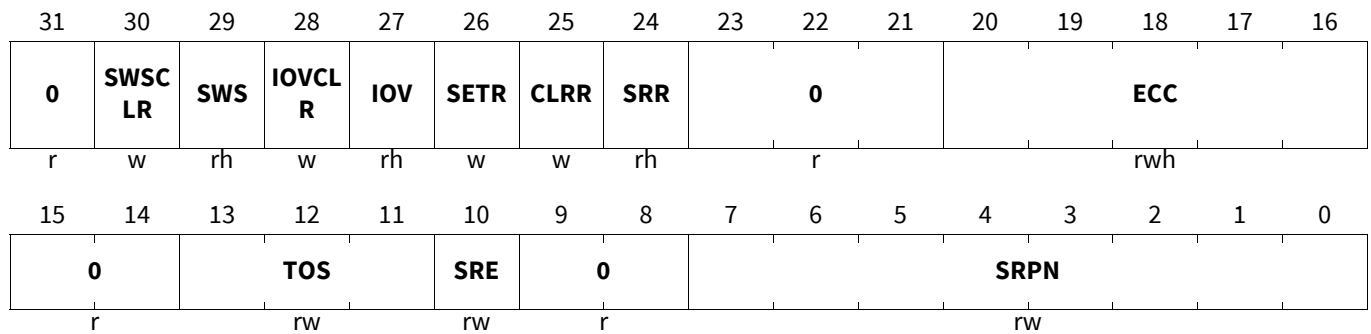 31 30 29 28 27 26 25 24 23 22 21 20 19 18 17 16
0 SWSC SWS IOVCL IOV SETR CLRR SRR 0 ECC
LR R
r w rh w rh w w rh r rwh
15 14 13 12 11 10 9 8 7 6 5 4 3 2 1 0
0 TOS SRE 0 SRPN
r rw rw r rw